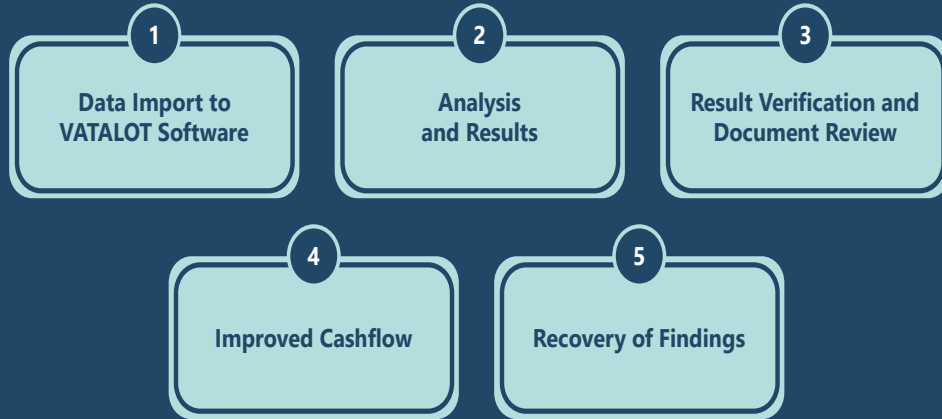 1
Data Import to
VATALOT Software
2
Analysis
and Results
3
Result Verification and
Document Review
4
Improved Cashflow
5
Recovery of Findings